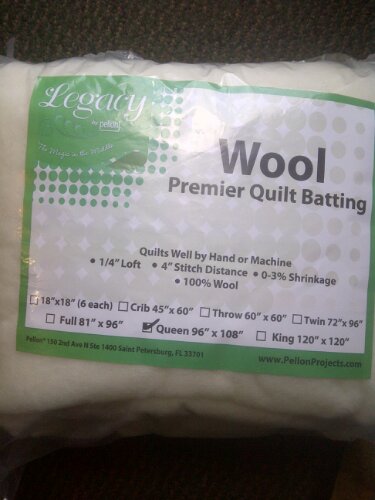 Legacy
by pellon
The Magic in the Middle
Wool
Premier Quilt Batting
Quilts Well by Hand or Machine
• 1/4" Loft • 4" Stitch Distance • 0-3% Shrinkage
• 100% Wool
18"x18" (6 each) Crib 45"x 60" Throw 60"x 60" Twin 72"x 96"
Full 81" x 96" Queen 96" x 108" King 120" x 120"
Pellon® 150 2nd Ave N Ste 1400 Saint Petersburg, FL 33701
www.PellonProjects.com